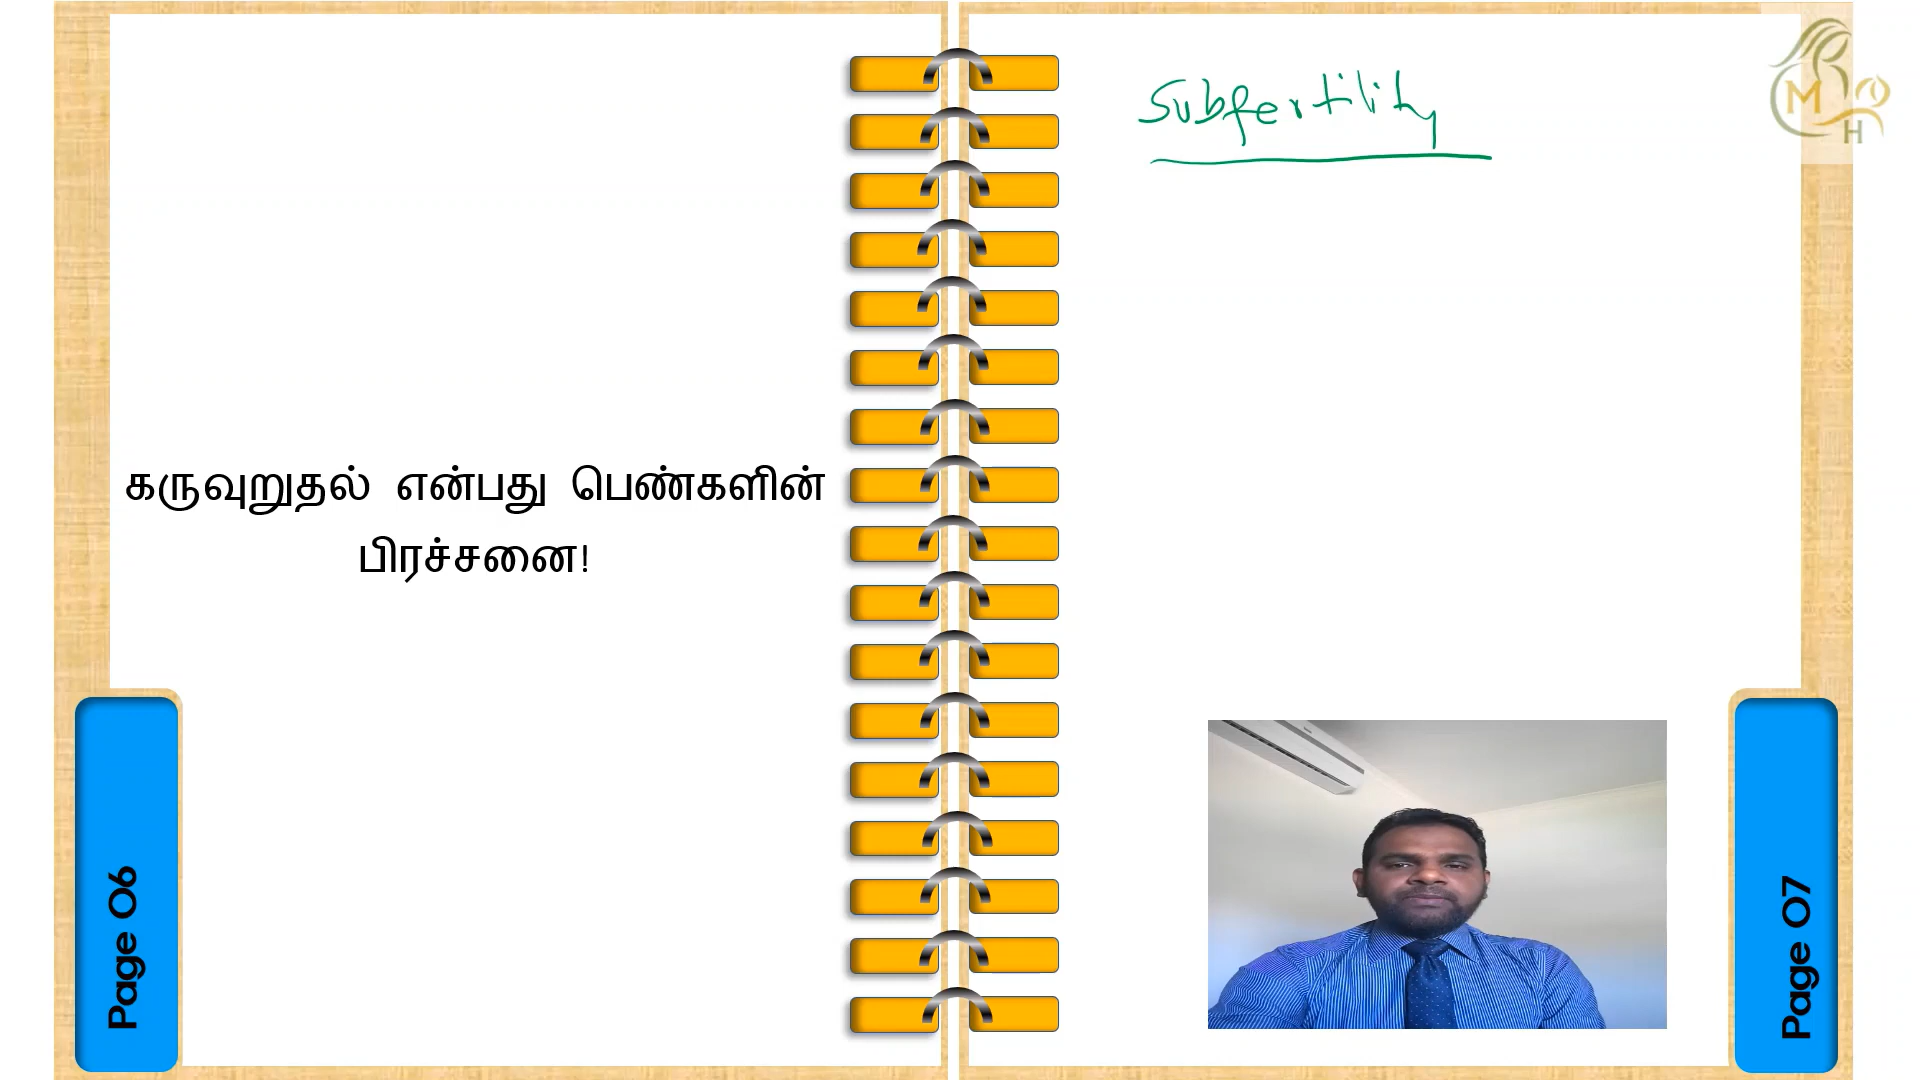 கருவுறுதல் என்பது பெண்களின்
பிரச்சனை!
Page 06
Subfertility
M
H
Page 07